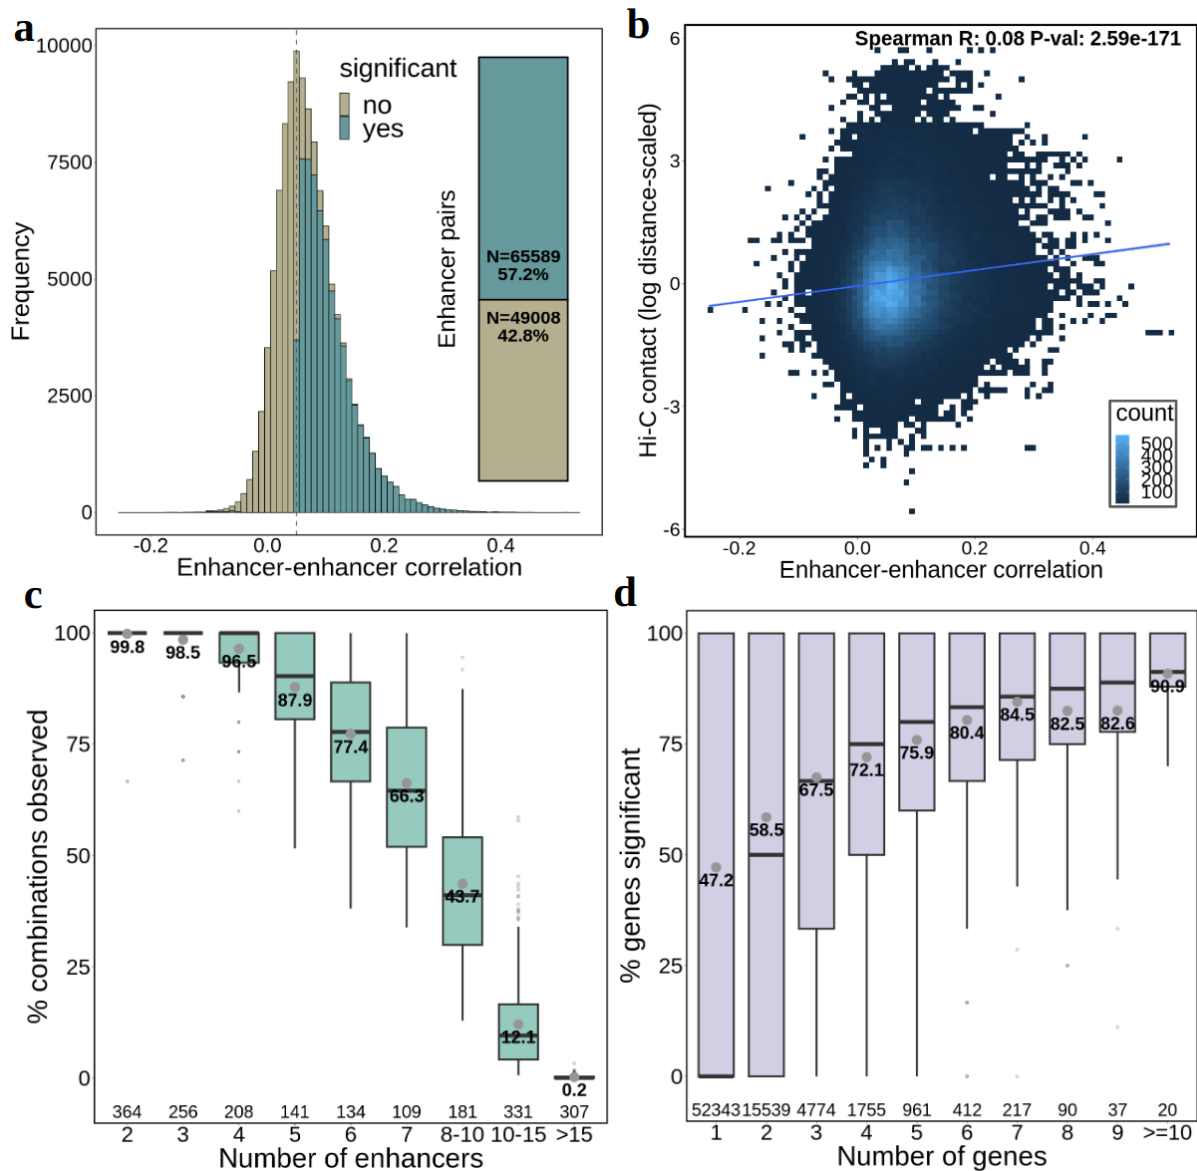 a
10000
7500
5000
2500
0
Frequency
-0.2 0.0 0.2 0.4
Enhancer-enhancer correlation
significant
no
yes
Enhancer pairs
N=65589
57.2%
N=49008
42.8%
b
Spearman R: 0.08 P-val: 2.59e-171
6
3
0
-3
-6
Hi-C contact (log distance-scaled)
-0.2 0.0 0.2 0.4
Enhancer-enhancer correlation
count
500
400
300
200
100
c
100
75
50
25
0
% combinations observed
99.8 98.5 96.5 87.9 77.4 66.3 43.7 12.1 0.2
364 256 208 141 134 109 181 331 307
2 3 4 5 6 7 8-10 10-15 >15
Number of enhancers
d
100
75
50
25
0
% genes significant
47.2 58.5 67.5 72.1 75.9 80.4 84.5 82.5 82.6 90.9
52343 15539 4774 1755 961 412 217 90 37 20
1 2 3 4 5 6 7 8 9 >=10
Number of genes